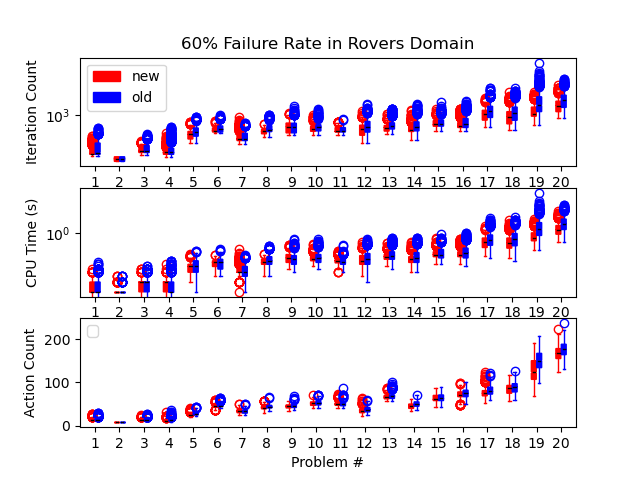 60% Failure Rate in Rovers Domain
Iteration Count
10³
new
old
1 2 3 4 5 6 7 8 9 10 11 12 13 14 15 16 17 18 19 20
CPU Time (s)
10⁰
1 2 3 4 5 6 7 8 9 10 11 12 13 14 15 16 17 18 19 20
Action Count
200
100
0
1 2 3 4 5 6 7 8 9 10 11 12 13 14 15 16 17 18 19 20
Problem #